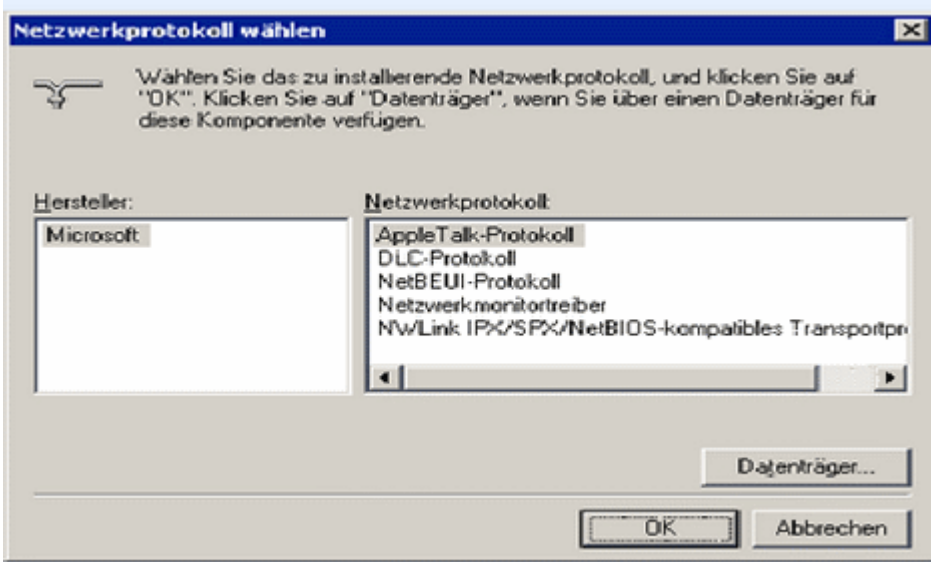 Netzwerkprotokoll wählen
Wählen Sie das zu installierende Netzwerkprotokoll, und klicken Sie auf
"OK". Klicken Sie auf "Datenträger", wenn Sie über einen Datenträger für
diese Komponente verfügen.
Hersteller:
Microsoft
Netzwerkprotokoll:
AppleTalk-Protokoll
DLC-Protokoll
NetBEUI-Protokoll
Netzwerkmonitortreiber
NWLink IPX/SPX/NetBIOS-kompatibles Transportpr
Datenträger...
OK
Abbrechen